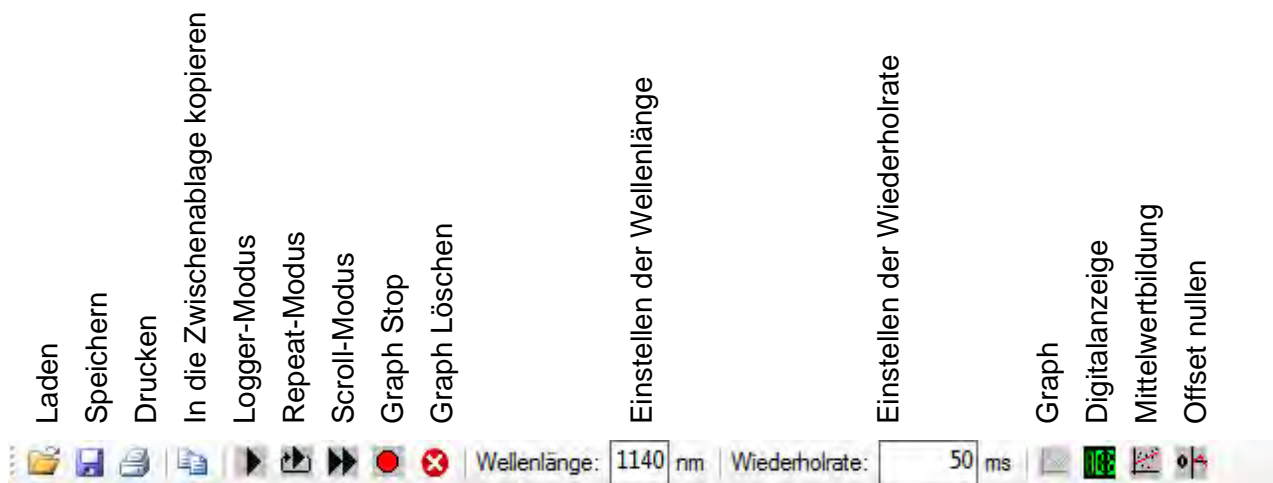 Laden
Speichern
Drucken
In die Zwischenablage kopieren
Logger-Modus
Repeat-Modus
Scroll-Modus
Graph Stop
Graph Löschen
Einstellen der Wellenlänge
Einstellen der Wiederholrate
Graph
Digitalanzeige
Mittelwertbildung
Offset nullen
Wellenlänge: 1140 nm Wiederholrate: 50 ms